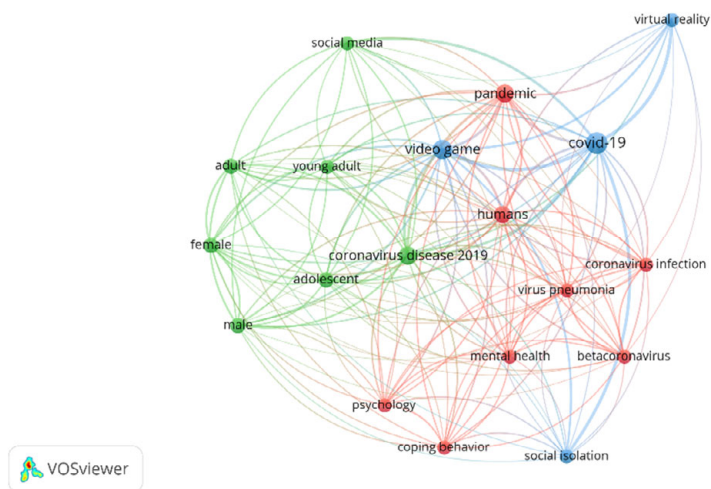 virtual reality
social media
pandemic
covid-19
video game
adult
young adult
humans
female
coronavirus disease 2019
coronavirus infection
adolescent
virus pneumonia
male
mental health
betacoronavirus
psychology
coping behavior
social isolation
VOSviewer